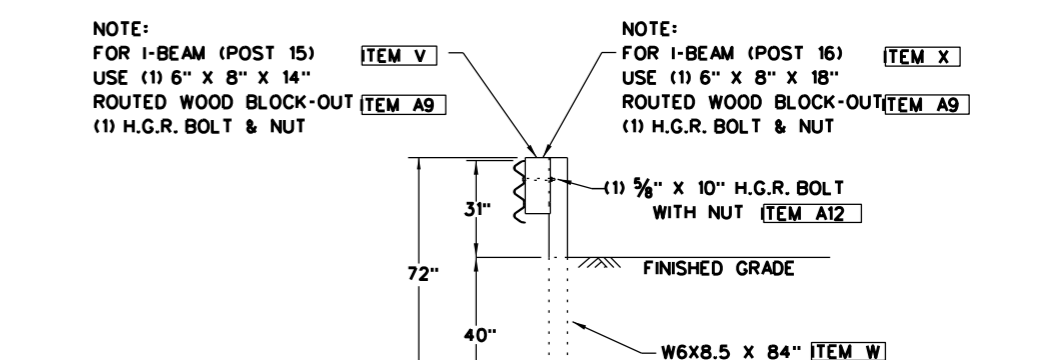 NOTE:
FOR I-BEAM (POST 15) ITEM V
USE (1) 6" X 8" X 14"
ROUTED WOOD BLOCK-OUT ITEM A9
(1) H.G.R. BOLT & NUT
NOTE:
FOR I-BEAM (POST 16) ITEM X
USE (1) 6" X 8" X 18"
ROUTED WOOD BLOCK-OUT ITEM A9
(1) H.G.R. BOLT & NUT
(1) 5/8" X 10" H.G.R. BOLT
WITH NUT ITEM A12
31"
FINISHED GRADE
72"
40"
W6X8.5 X 84" ITEM W